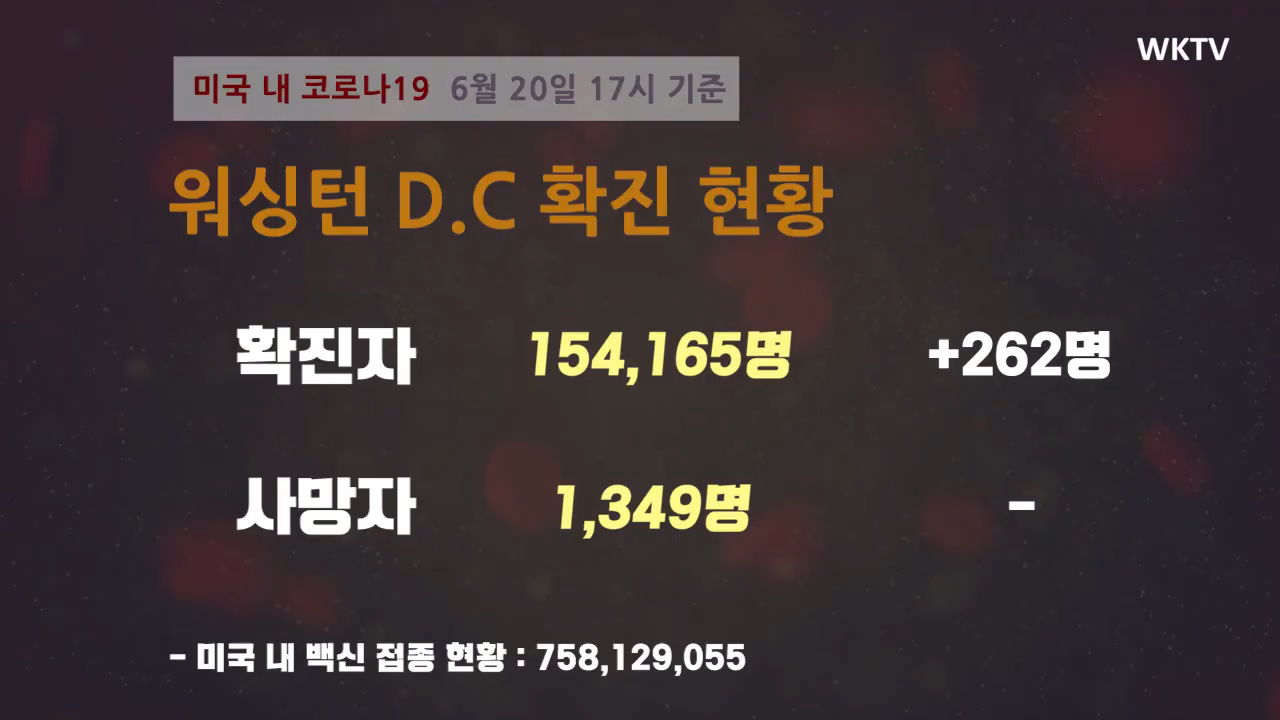 WKTV
미국 내 코로나19 6월 20일 17시 기준
워싱턴 D.C 확진 현황
확진자 154,165명 +262명
사망자 1,349명 -
- 미국 내 백신 접종 현황 : 758,129,055